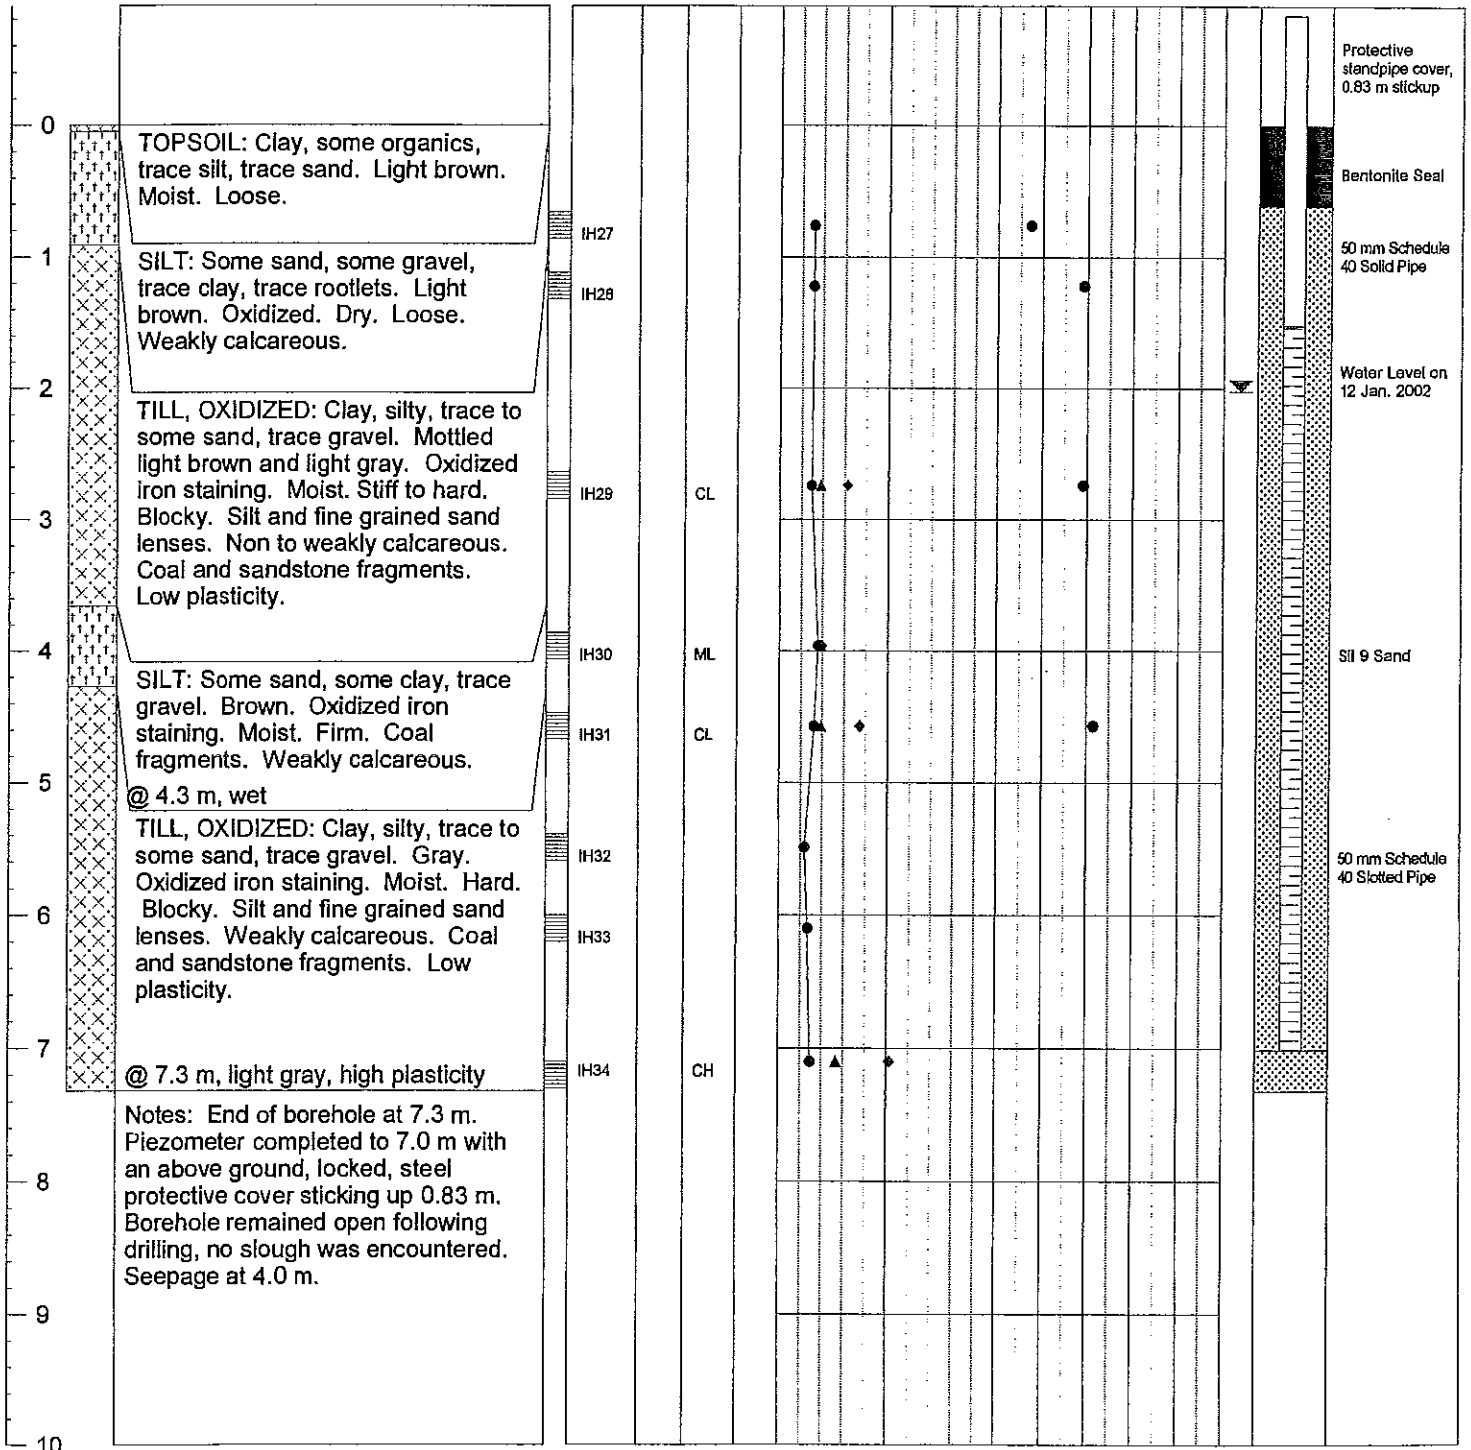 Protective
standpipe cover,
0.83 m stickup
0
TOPSOIL: Clay, some organics,
trace silt, trace sand. Light brown.
Moist. Loose.
Bentonite Seal
IH27
1
SILT: Some sand, some gravel,
trace clay, trace rootlets. Light
brown. Oxidized. Dry. Loose.
Weakly calcareous.
50 mm Schedule
40 Solid Pipe
IH28
2
Water Level on
12 Jan. 2002
TILL, OXIDIZED: Clay, silty, trace to
some sand, trace gravel. Mottled
light brown and light gray. Oxidized
iron staining. Moist. Stiff to hard.
Blocky. Silt and fine grained sand
lenses. Non to weakly calcareous.
Coal and sandstone fragments.
Low plasticity.
IH29
CL
3
4
IH30
ML
Sil 9 Sand
SILT: Some sand, some clay, trace
gravel. Brown. Oxidized iron
staining. Moist. Firm. Coal
fragments. Weakly calcareous.
@ 4.3 m, wet
IH31
CL
5
TILL, OXIDIZED: Clay, silty, trace to
some sand, trace gravel. Gray.
Oxidized iron staining. Moist. Hard.
Blocky. Silt and fine grained sand
lenses. Weakly calcareous. Coal
and sandstone fragments. Low
plasticity.
IH32
50 mm Schedule
40 Slotted Pipe
6
IH33
7
@ 7.3 m, light gray, high plasticity
IH34
CH
Notes: End of borehole at 7.3 m.
Piezometer completed to 7.0 m with
an above ground, locked, steel
protective cover sticking up 0.83 m.
Borehole remained open following
drilling, no slough was encountered.
Seepage at 4.0 m.
8
9
10